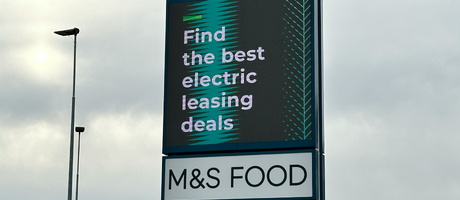 Find
the best
electric
leasing
deals
M&S FOOD